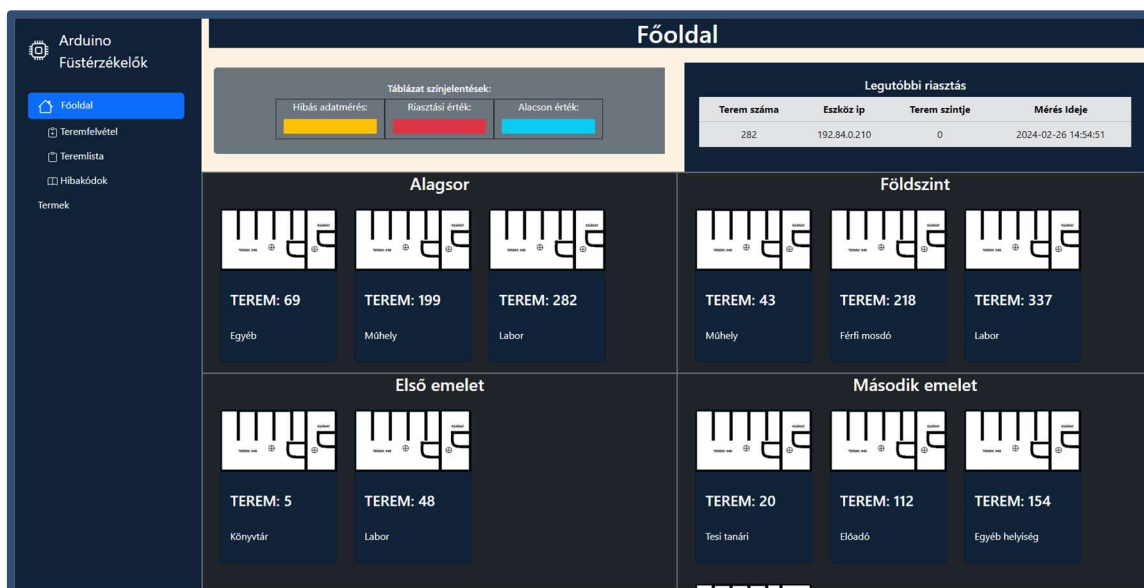 Arduino
Füstérzékelők
Főoldal
Teremfelvétel
Teremlista
Hibakódok
Termek
Főoldal
Táblázat színjelentések:
Hibás adatmérés: Riasztási érték: Alacson érték:
Legutóbbi riasztás
Terem száma Eszköz ip Terem szintje Mérés Ideje
282 192.84.0.210 0 2024-02-26 14:54:51
Alagsor
TEREM: 69 TEREM: 199 TEREM: 282
Egyéb Műhely Labor
Földszint
TEREM: 43 TEREM: 218 TEREM: 337
Műhely Férfi mosdó Labor
Első emelet
TEREM: 5 TEREM: 48
Könyvtár Labor
Második emelet
TEREM: 20 TEREM: 112 TEREM: 154
Tesi tanári Előadó Egyéb helyiség